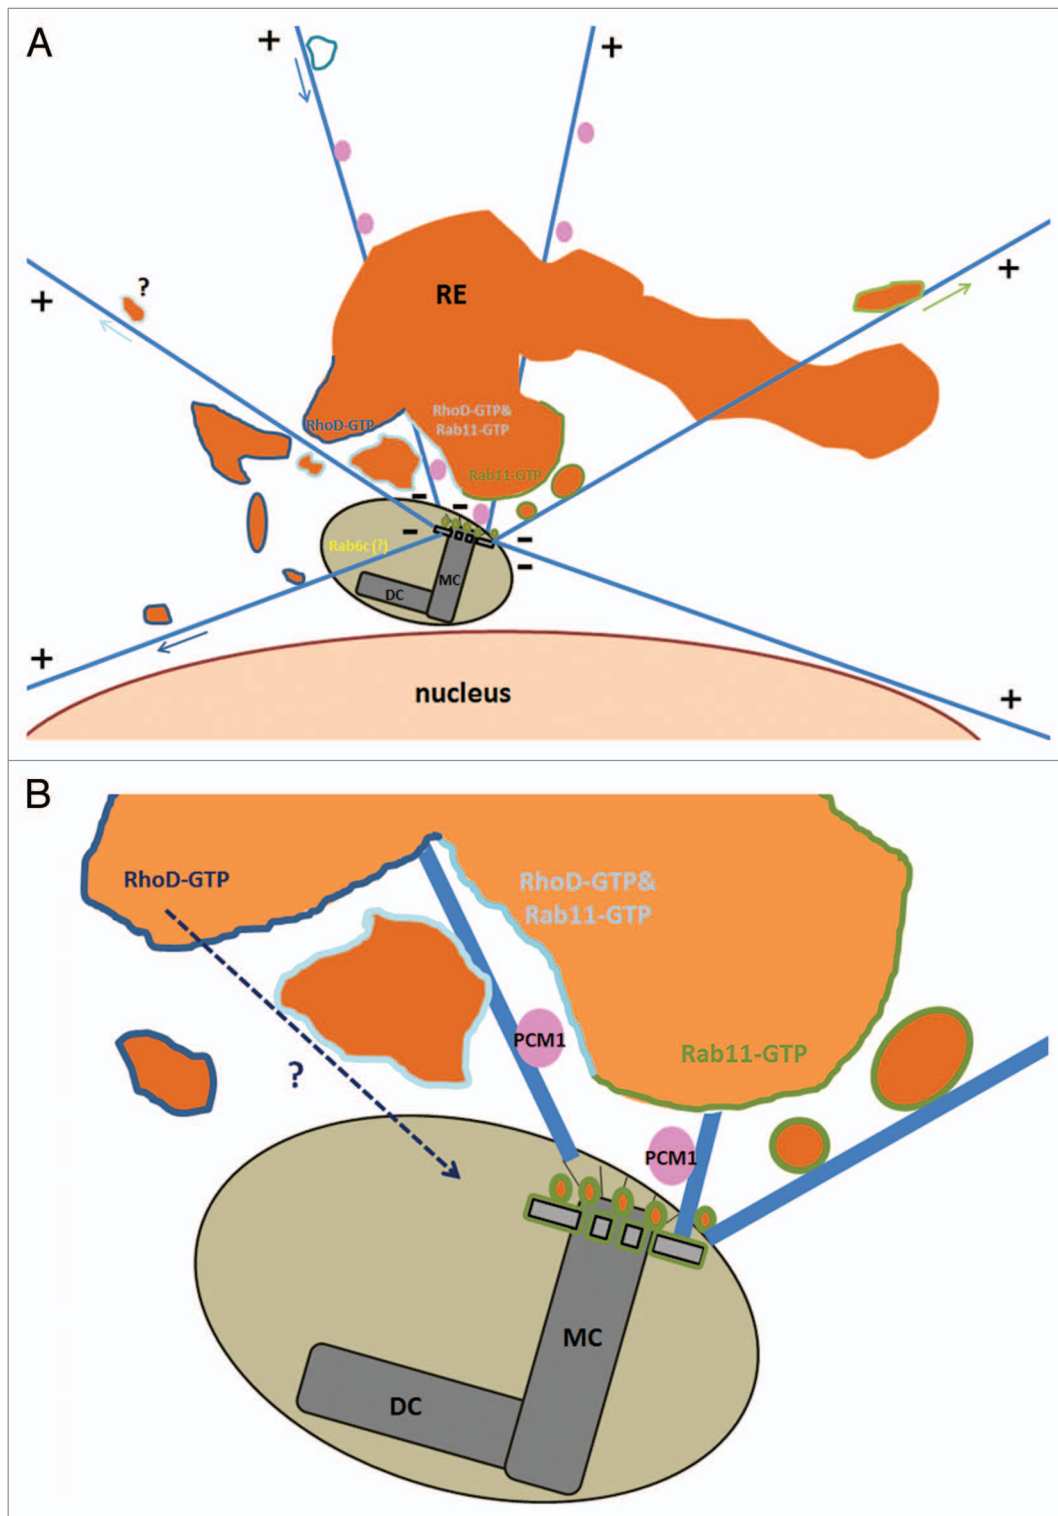 A
+
+
?
+
+
RE
RhoD-GTP
RhoD-GTP&
Rab11-GTP
Rab11-GTP
-
-
-
-
-
Rab6c (?)
MC
DC
+
+
nucleus
B
RhoD-GTP
RhoD-GTP&
Rab11-GTP
PCM1
Rab11-GTP
?
PCM1
MC
DC